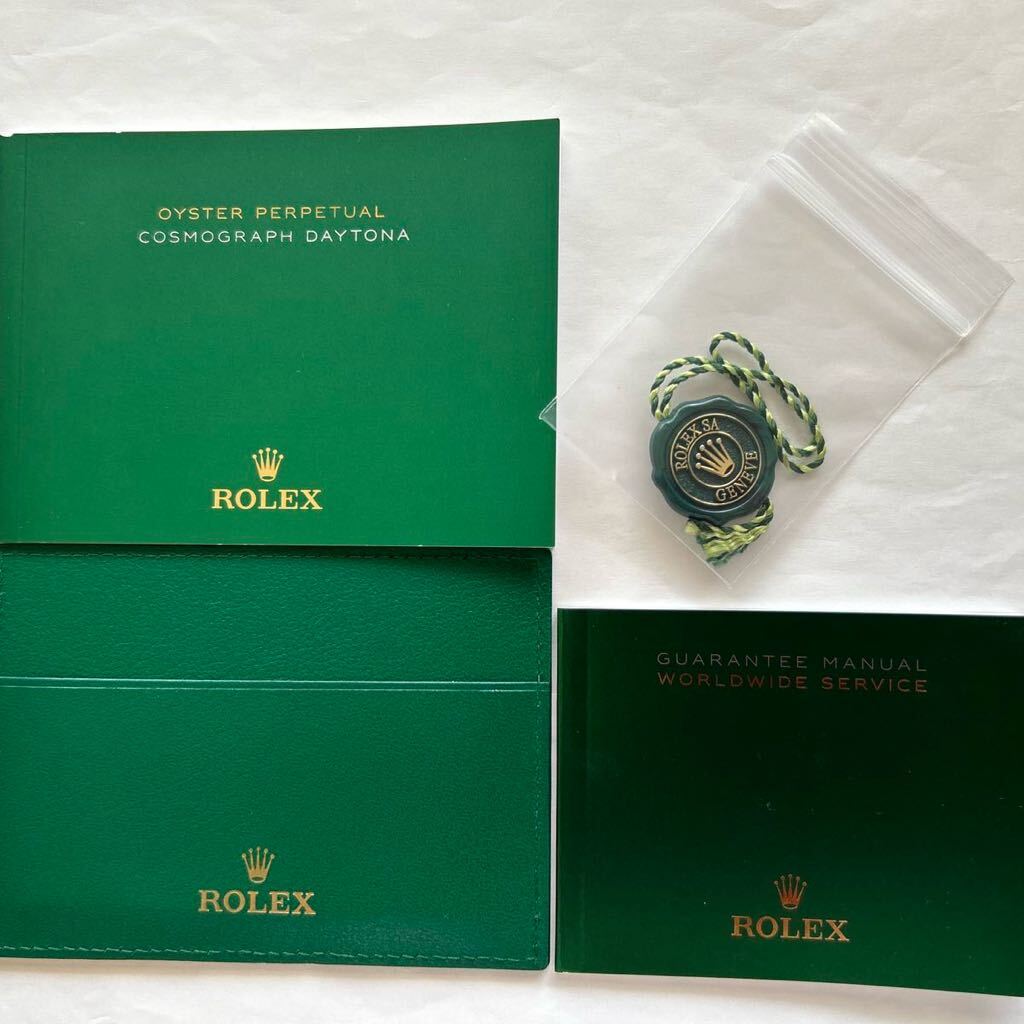 OYSTER PERPETUAL
COSMOGRAPH DAYTONA
ROLEX
ROLEX SA
GENEVE
ROLEX
GUARANTEE MANUAL
WORLDWIDE SERVICE
ROLEX